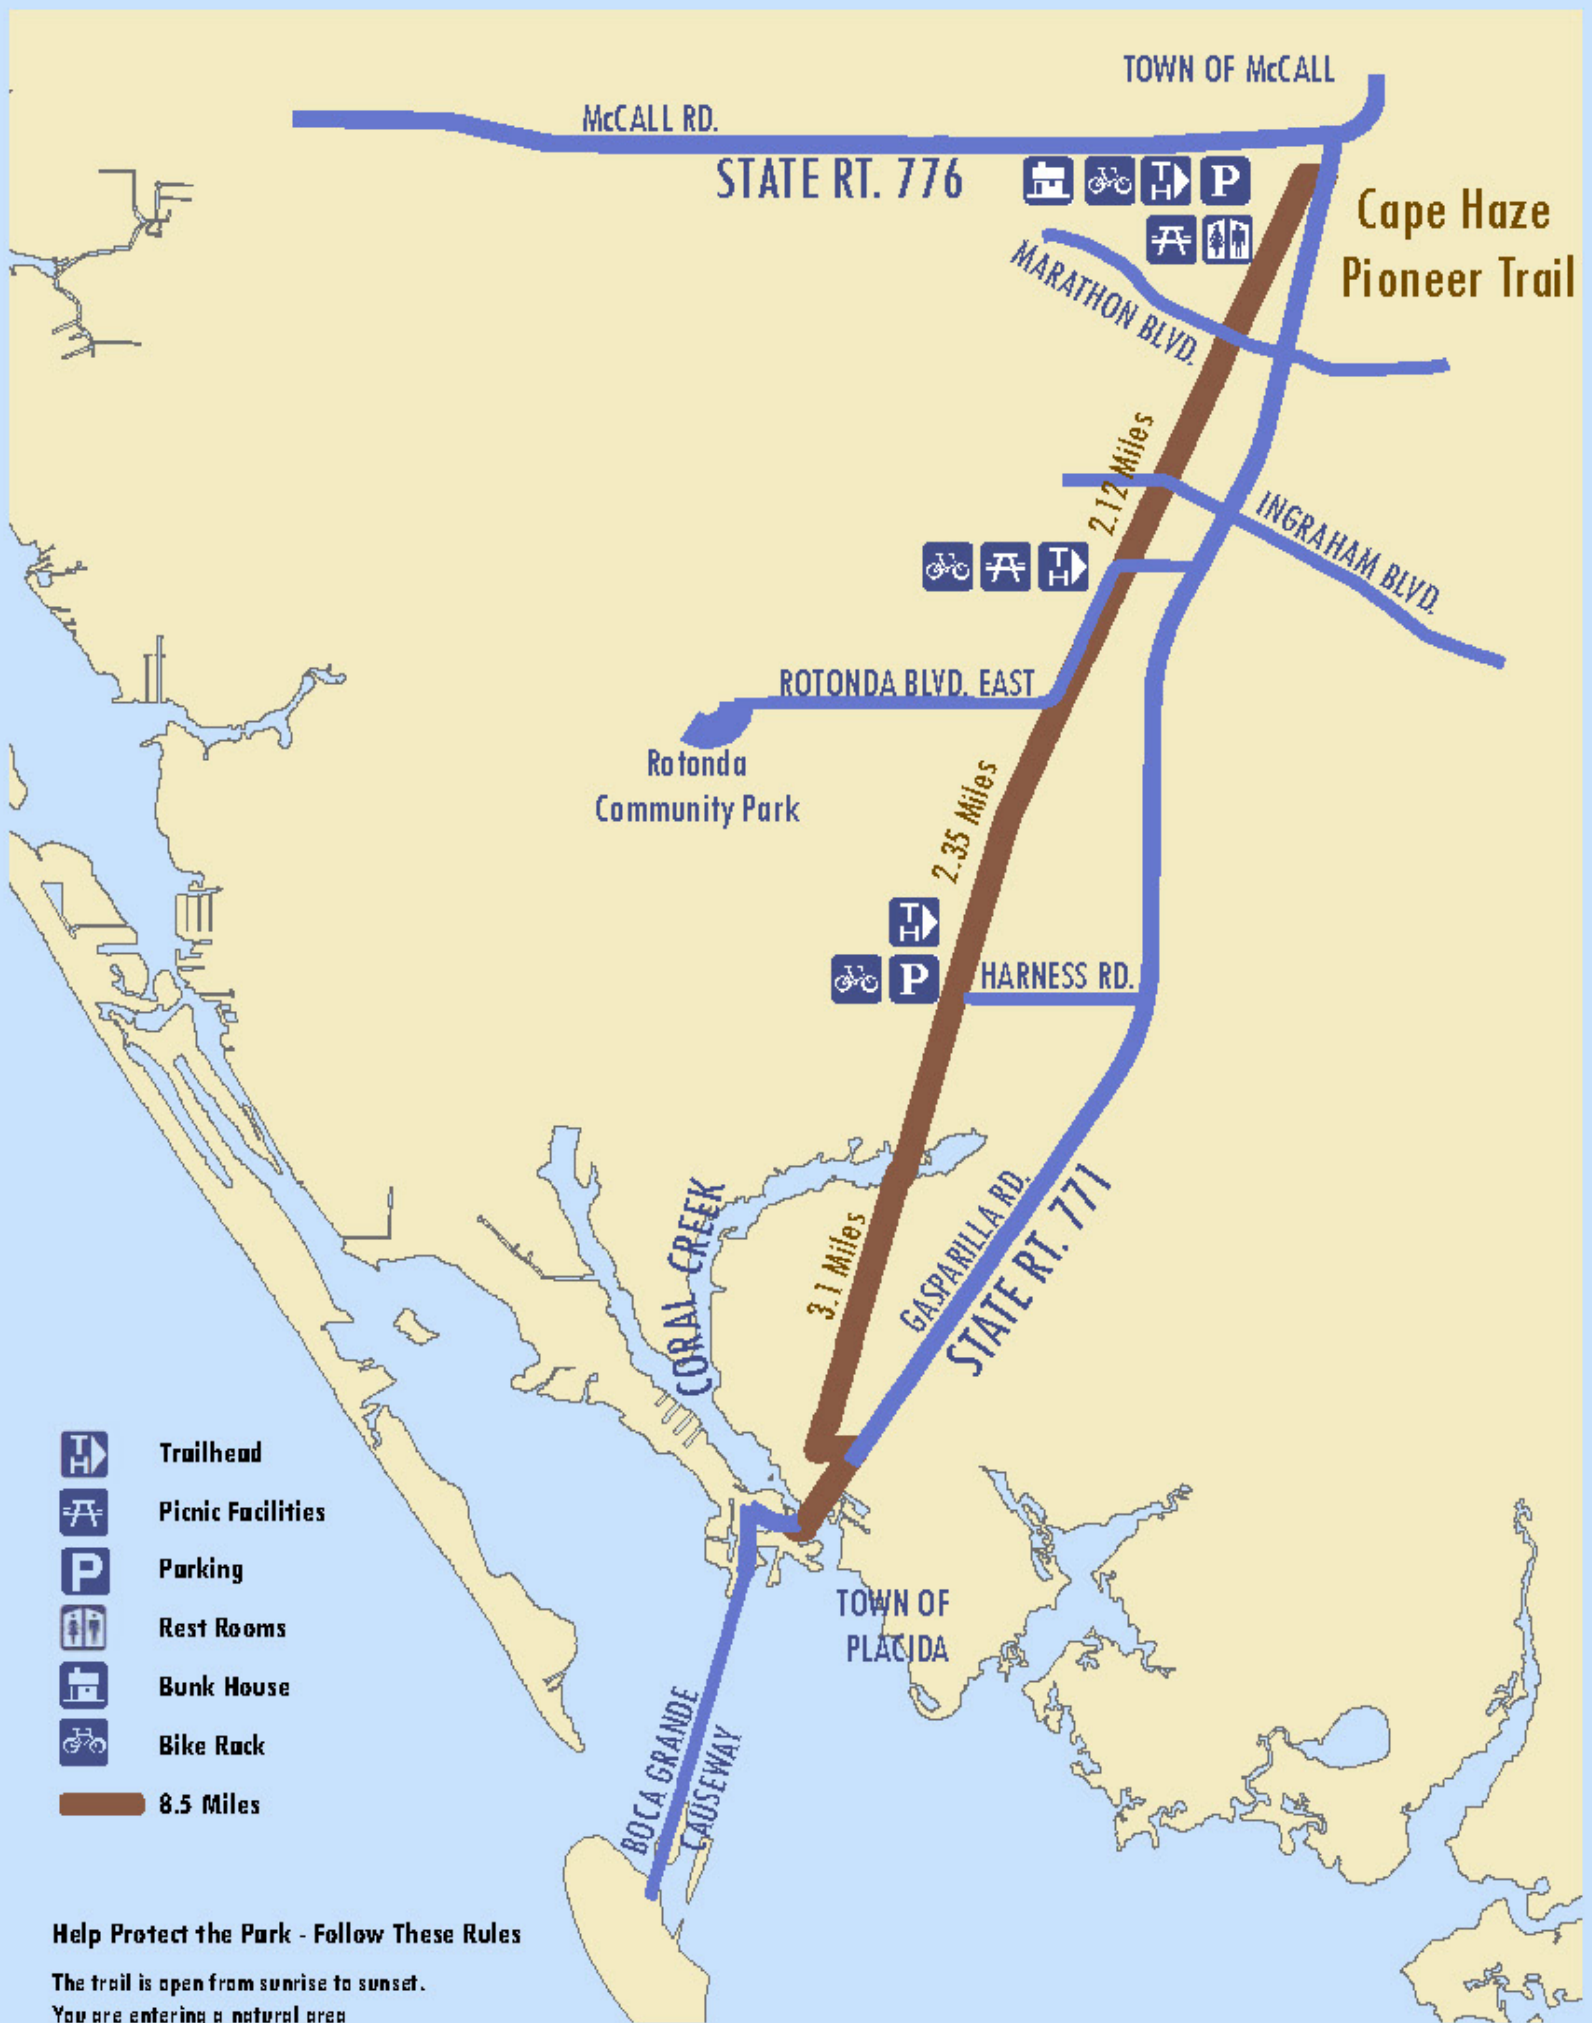 TOWN OF McCALL
McCALL RD.
STATE RT. 776
TH
P
Cape Haze
Pioneer Trail
MARATHON BLVD.
2.12 Miles
INGRAHAM BLVD.
TH
ROTONDA BLVD. EAST
Rotonda
Community Park
2.35 Miles
TH
P
HARNESS RD.
CORAL CREEK
3.1 Miles
GASPARILLA RD.
STATE RT. 771
TH
Trailhead
Picnic Facilities
P
Parking
Rest Rooms
Bunk House
Bike Rack
8.5 Miles
TOWN OF
PLACIDA
BOCA GRANDE
CAUSEWAY
Help Protect the Park - Follow These Rules
The trail is open from sunrise to sunset.
You are entering a natural area